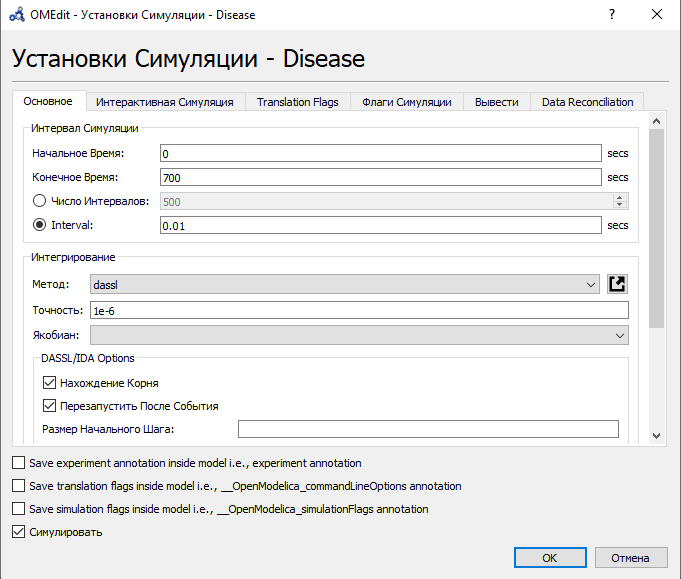 OMEdit - Установки Симуляции - Disease
Установки Симуляции - Disease
Основное Интерактивная Симуляция Translation Flags Флаги Симуляции Вывести Data Reconciliation
Интервал Симуляции
Начальное Время: 0 secs
Конечное Время: 700 secs
Число Интервалов: 500
Interval: 0.01 secs
Интегрирование
Метод: dassl
Точность: 1e-6
Якобиан:
DASSL/IDA Options
Нахождение Корня
Перезапустить После События
Размер Начального Шага:
Save experiment annotation inside model i.e., experiment annotation
Save translation flags inside model i.e., __OpenModelica_commandLineOptions annotation
Save simulation flags inside model i.e., __OpenModelica_simulationFlags annotation
Симулировать
OK Отмена